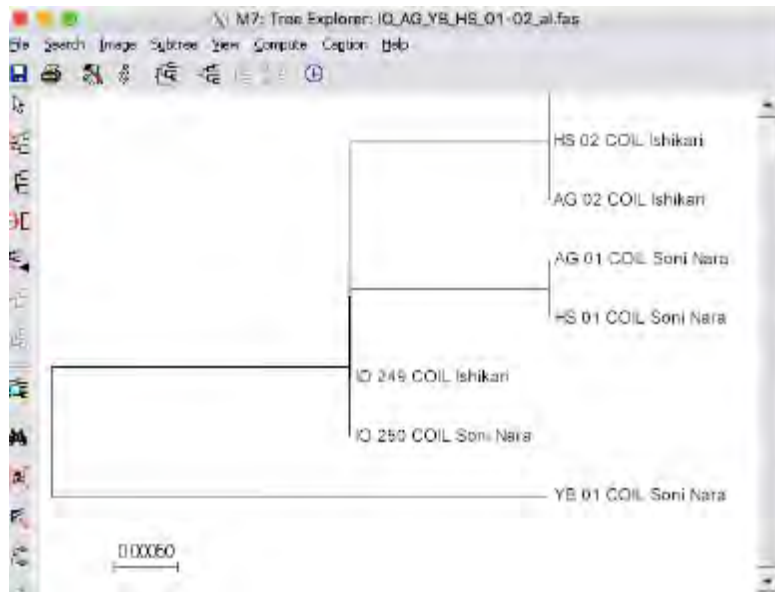 M7: Tree Explorer: IO_AG_YB_HS_01-02_al.fas
File Search Image Subtree View Compute Caption Help
HS 02 COIL Ishikari
AG 02 COIL Ishikari
AG 01 COIL Soni Nara
HS 01 COIL Soni Nara
IO 249 COIL Ishikari
IO 250 COIL Soni Nara
YB 01 COIL Soni Nara
0.00050